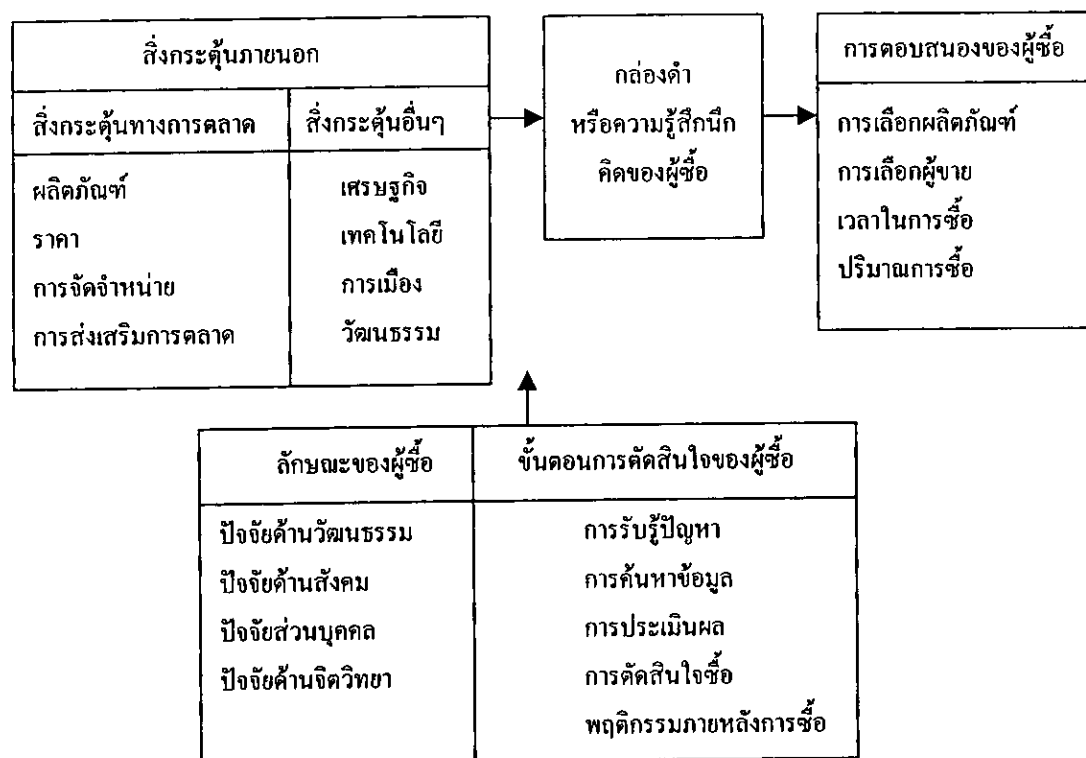 สิ่งกระตุ้นภายนอก
สิ่งกระตุ้นทางการตลาด
สิ่งกระตุ้นอื่นๆ
ผลิตภัณฑ์
ราคา
การจัดจำหน่าย
การส่งเสริมการตลาด
เศรษฐกิจ
เทคโนโลยี
การเมือง
วัฒนธรรม
กล่องดำ
หรือความรู้สึกนึก
คิดของผู้ซื้อ
การตอบสนองของผู้ซื้อ
การเลือกผลิตภัณฑ์
การเลือกผู้ขาย
เวลาในการซื้อ
ปริมาณการซื้อ
ลักษณะของผู้ซื้อ
ปัจจัยด้านวัฒนธรรม
ปัจจัยด้านสังคม
ปัจจัยส่วนบุคคล
ปัจจัยด้านจิตวิทยา
ขั้นตอนการตัดสินใจของผู้ซื้อ
การรับรู้ปัญหา
การค้นหาข้อมูล
การประเมินผล
การตัดสินใจซื้อ
พฤติกรรมภายหลังการซื้อ